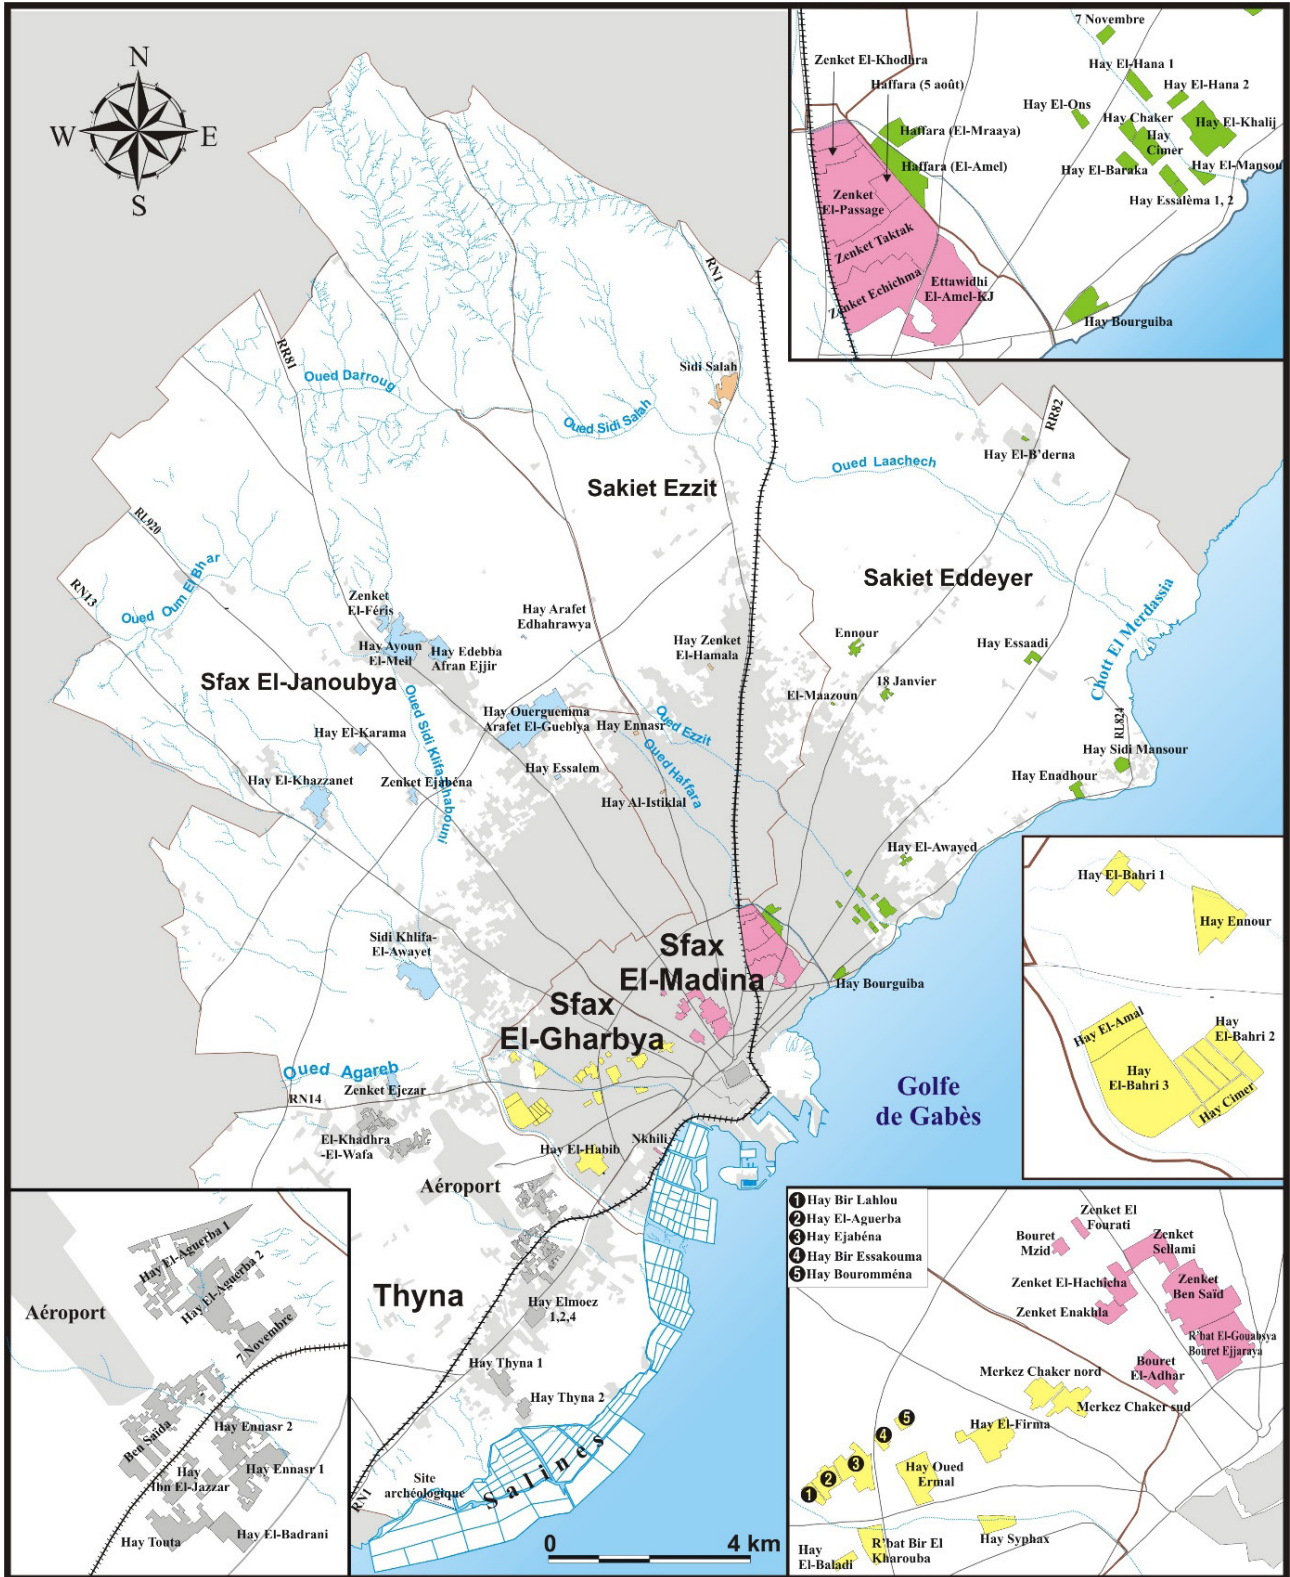 N
W
E
S
7 Novembre
Zenket El-Khodhra
Hay El-Hana 1
Haffara (5 août)
Hay El-Hana 2
Hay El-Ons
Hay Chaker
Hay El-Khalij
Haffara (El-Mraaya)
Hay
Cimer
Haffara (El-Amel)
Hay El-Baraka
Hay El-Mansou
Zenket
El-Passage
Hay Essalèma 1, 2
Zenket Taktak
Zenket Echichma
Ettawidhi
El-Amel-KJ
Hay Bourguiba
RN1
RR81
Oued Darroug
Sidi Salah
Oued Sidi Salah
RR82
Hay El-B'derna
Oued Laachech
Sakiet Ezzit
RL920
Oued Oum El Bhar
RN13
Sakiet Eddeyer
Chott El Merdassia
Zenket
El-Féris
Hay Arafet
Edhahrawya
Hay Ayoun
El-Meil
Hay Edebba
Afran Ejjir
Hay Zenket
El-Hamala
Ennour
Hay Essaadi
Sfax El-Janoubya
Oued Sidi Klifa Chabouni
El-Maazoun
18 Janvier
Hay Ouerguemma
Arafet El-Gueblya
Hay Ennasr
Oued Ezzit
RL824
Hay El-Karama
Hay Sidi Mansour
Oued Haffara
Hay El-Khazzanet
Zenket Ejabéna
Hay Essalem
Hay Enadhour
Hay Al-Istiklal
Hay El-Awayed
Hay El-Bahri 1
Hay Ennour
Sidi Khlifa-
El-Awayet
Sfax
El-Madina
Hay Bourguiba
Sfax
El-Gharbya
Hay El-Amal
Hay
El-Bahri 2
Hay
El-Bahri 3
Hay Cimer
Oued Agareb
Zenket Ejezar
RN14
Golfe
de Gabès
El-Khadhra
-El-Wafa
Hay El-Habib
Nkhili
Aéroport
Hay El-Aguerba 1
Hay El-Aguerba 2
Aéroport
7 Novembre
Ben Saïda
Hay Ennasr 2
Hay
Ibn El-Jazzar
Hay Ennasr 1
Hay Touta
Hay El-Badrani
Thyna
Hay Elmoez
1,2,4
Hay Thyna 1
Hay Thyna 2
Salines
Site
archéologique
RN1
0 4 km
1 Hay Bir Lahlou
2 Hay El-Aguerba
3 Hay Ejabéna
4 Hay Bir Essakouma
5 Hay Bouromména
Zenket El
Fourati
Bouret
Mzid
Zenket
Sellami
Zenket El-Hachicha
Zenket
Ben Saïd
Zenket Enakhla
R'bat El-Gouabsya
Bouret Ejjaraya
Bouret
El-Adhar
Merkez Chaker nord
Merkez Chaker sud
5
Hay El-Firma
4
3
Hay Oued
Ermal
2
1
Hay Syphax
R'bat Bir El
Kharouba
Hay
El-Baladi